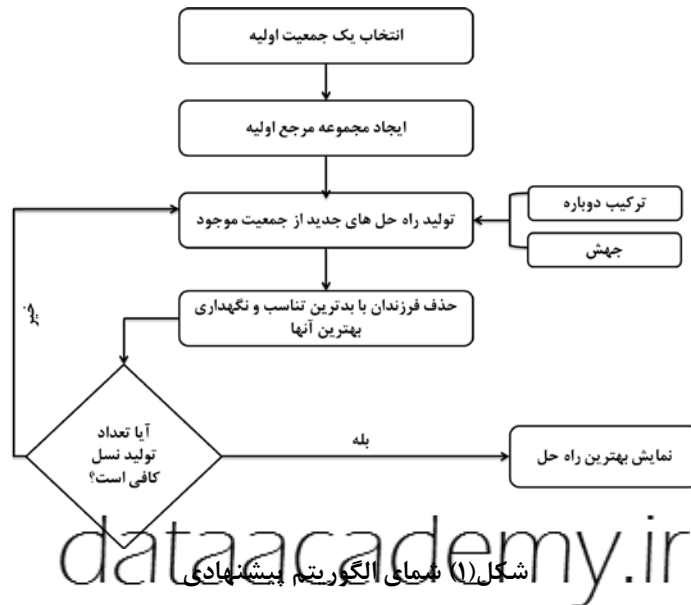 انتخاب یک جمعیت اولیه
ایجاد مجموعه مرجع اولیه
تولید راه حل های جدید از جمعیت موجود
ترکیب دوباره
جهش
حذف فرزندان با بدترین تناسب و نگهداری
بهترین آنها
خیر
آیا تعداد
تولید نسل
کافی است؟
بله
نمایش بهترین راه حل
dataacademy.ir
شکل(۱) شمای الگوریتم پیشنهادی